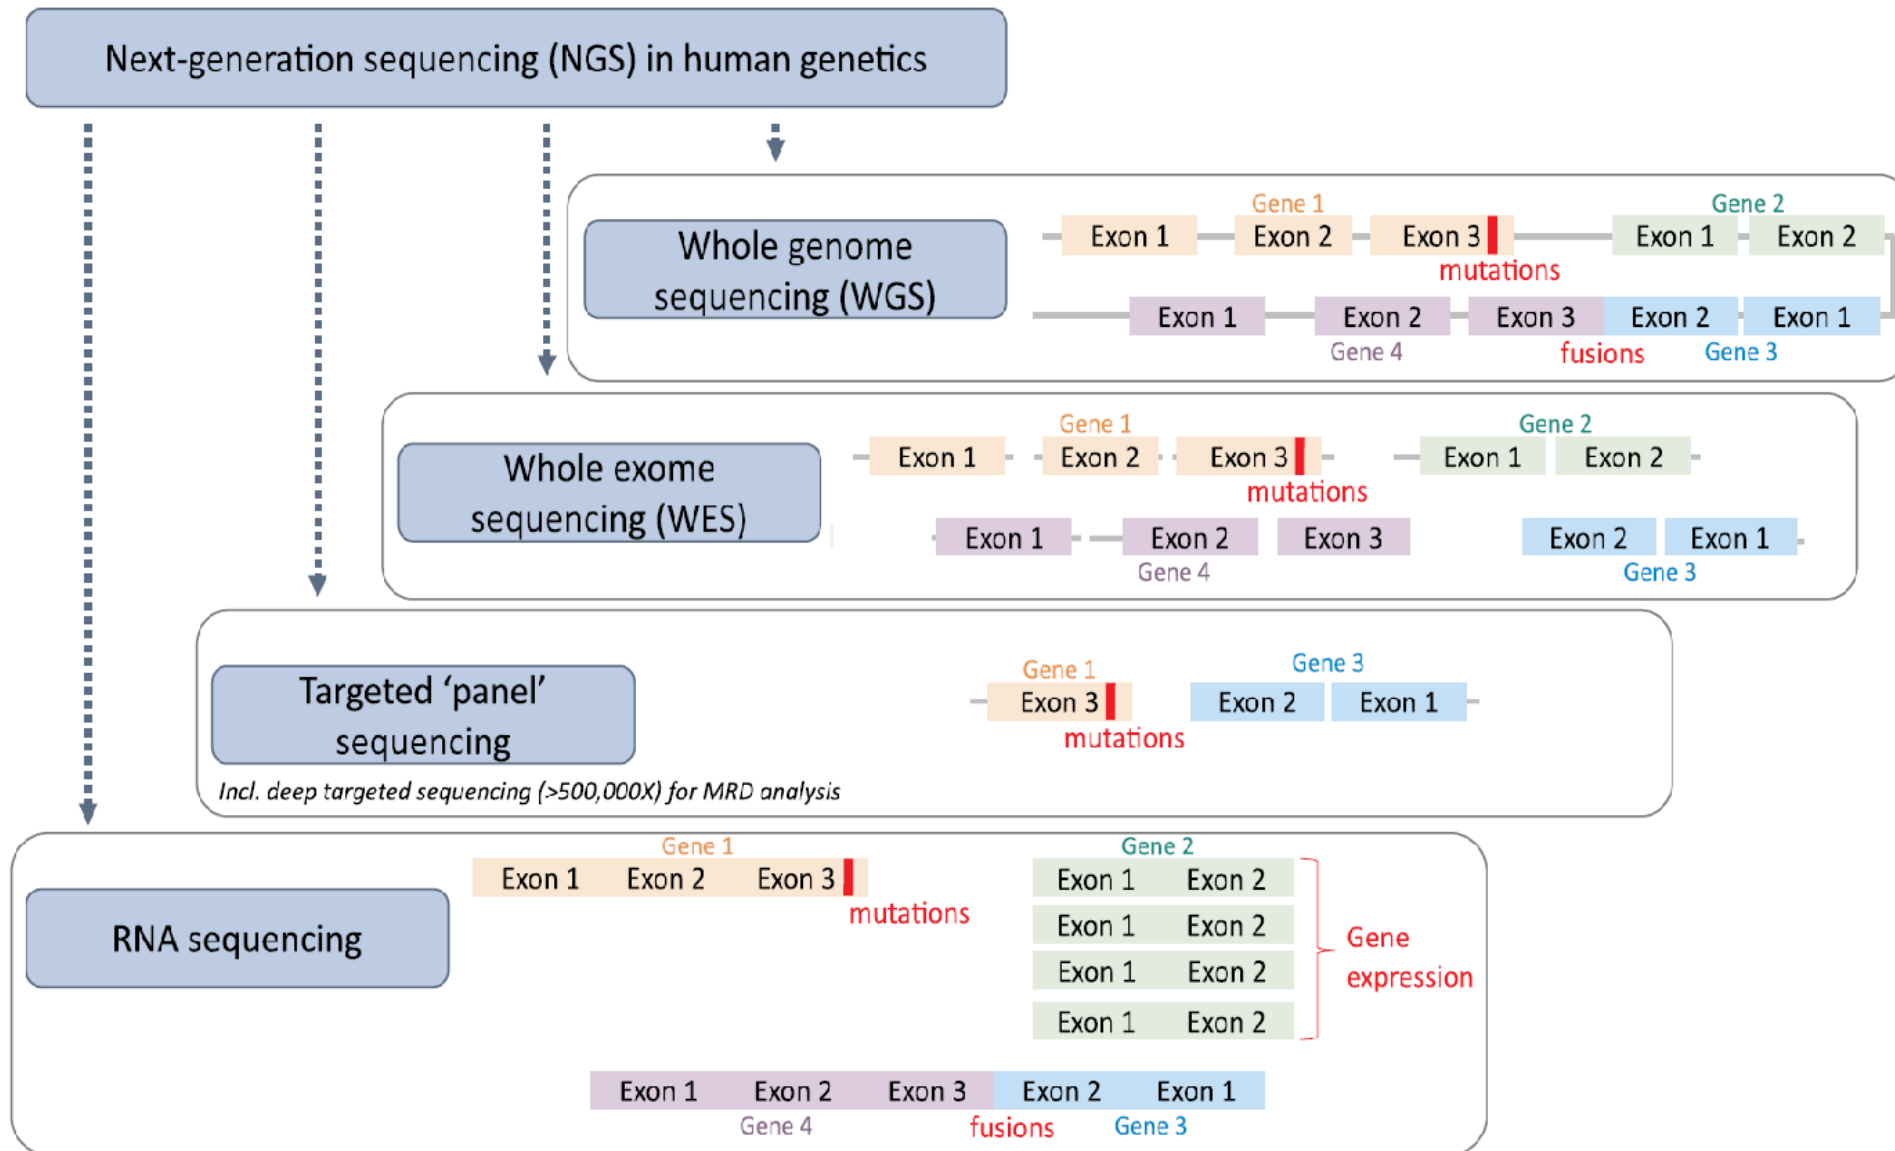 Next-generation sequencing (NGS) in human genetics
Whole genome
sequencing (WGS)
Gene 1
Gene 2
Exon 1 Exon 2 Exon 3 Exon 1 Exon 2
mutations
Exon 1 Exon 2 Exon 3 Exon 2 Exon 1
Gene 4 fusions Gene 3
Whole exome
sequencing (WES)
Gene 1 Gene 2
Exon 1 Exon 2 Exon 3 Exon 1 Exon 2
mutations
Exon 1 Exon 2 Exon 3 Exon 2 Exon 1
Gene 4 Gene 3
Targeted ‘panel’
sequencing
Gene 1 Gene 3
Exon 3 Exon 2 Exon 1
mutations
Incl. deep targeted sequencing (>500,000X) for MRD analysis
RNA sequencing
Gene 1 Gene 2
Exon 1 Exon 2 Exon 3 Exon 1 Exon 2
mutations
Exon 1 Exon 2
Exon 1 Exon 2
Exon 1 Exon 2
Gene
expression
Exon 1 Exon 2 Exon 3 Exon 2 Exon 1
Gene 4 fusions Gene 3